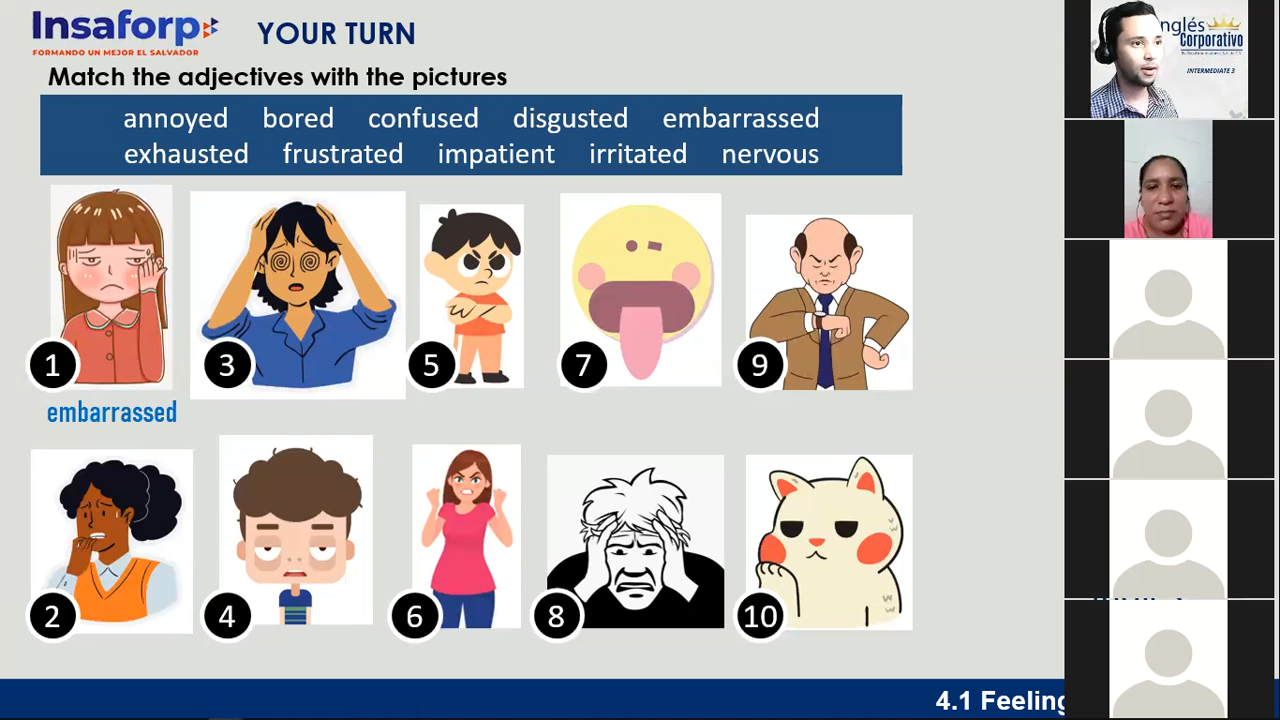 Insaforp
FORMANDO UN MEJOR EL SALVADOR
YOUR TURN
Match the adjectives with the pictures
annoyed bored confused disgusted embarrassed
exhausted frustrated impatient irritated nervous
1
3
5
7
9
embarrassed
2
4
6
8
10
4.1 Feeling
nglés
Corporativo
INTERMEDIATE 3